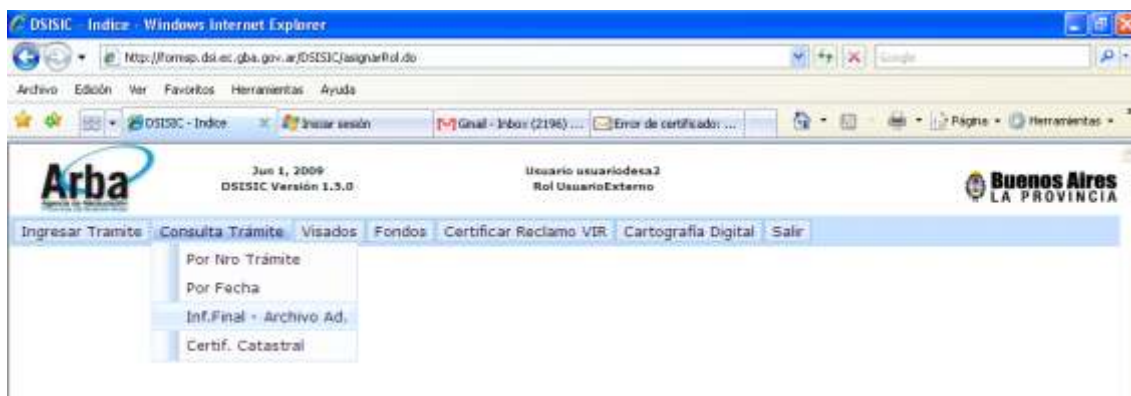 DSISIC - Indice - Windows Internet Explorer
http://formsp.dsi.ec.gba.gov.ar/DSISIC/asignarRol.do
Google
Archivo Edición Ver Favoritos Herramientas Ayuda
DSISIC - Indice
Iniciar sesión
Gmail - Inbox (2196) ...
Error de certificado: ...
Página
Herramientas
Arba
Jun 1, 2009
DSISIC Versión 1.3.0
Usuario usuariodesa2
Rol UsuarioExterno
Buenos Aires
LA PROVINCIA
Ingresar Tramite Consulta Trámite Visados Fondos Certificar Reclamo VIR Cartografía Digital Salir
Por Nro Trámite
Por Fecha
Inf.Final - Archivo Ad.
Certif. Catastral